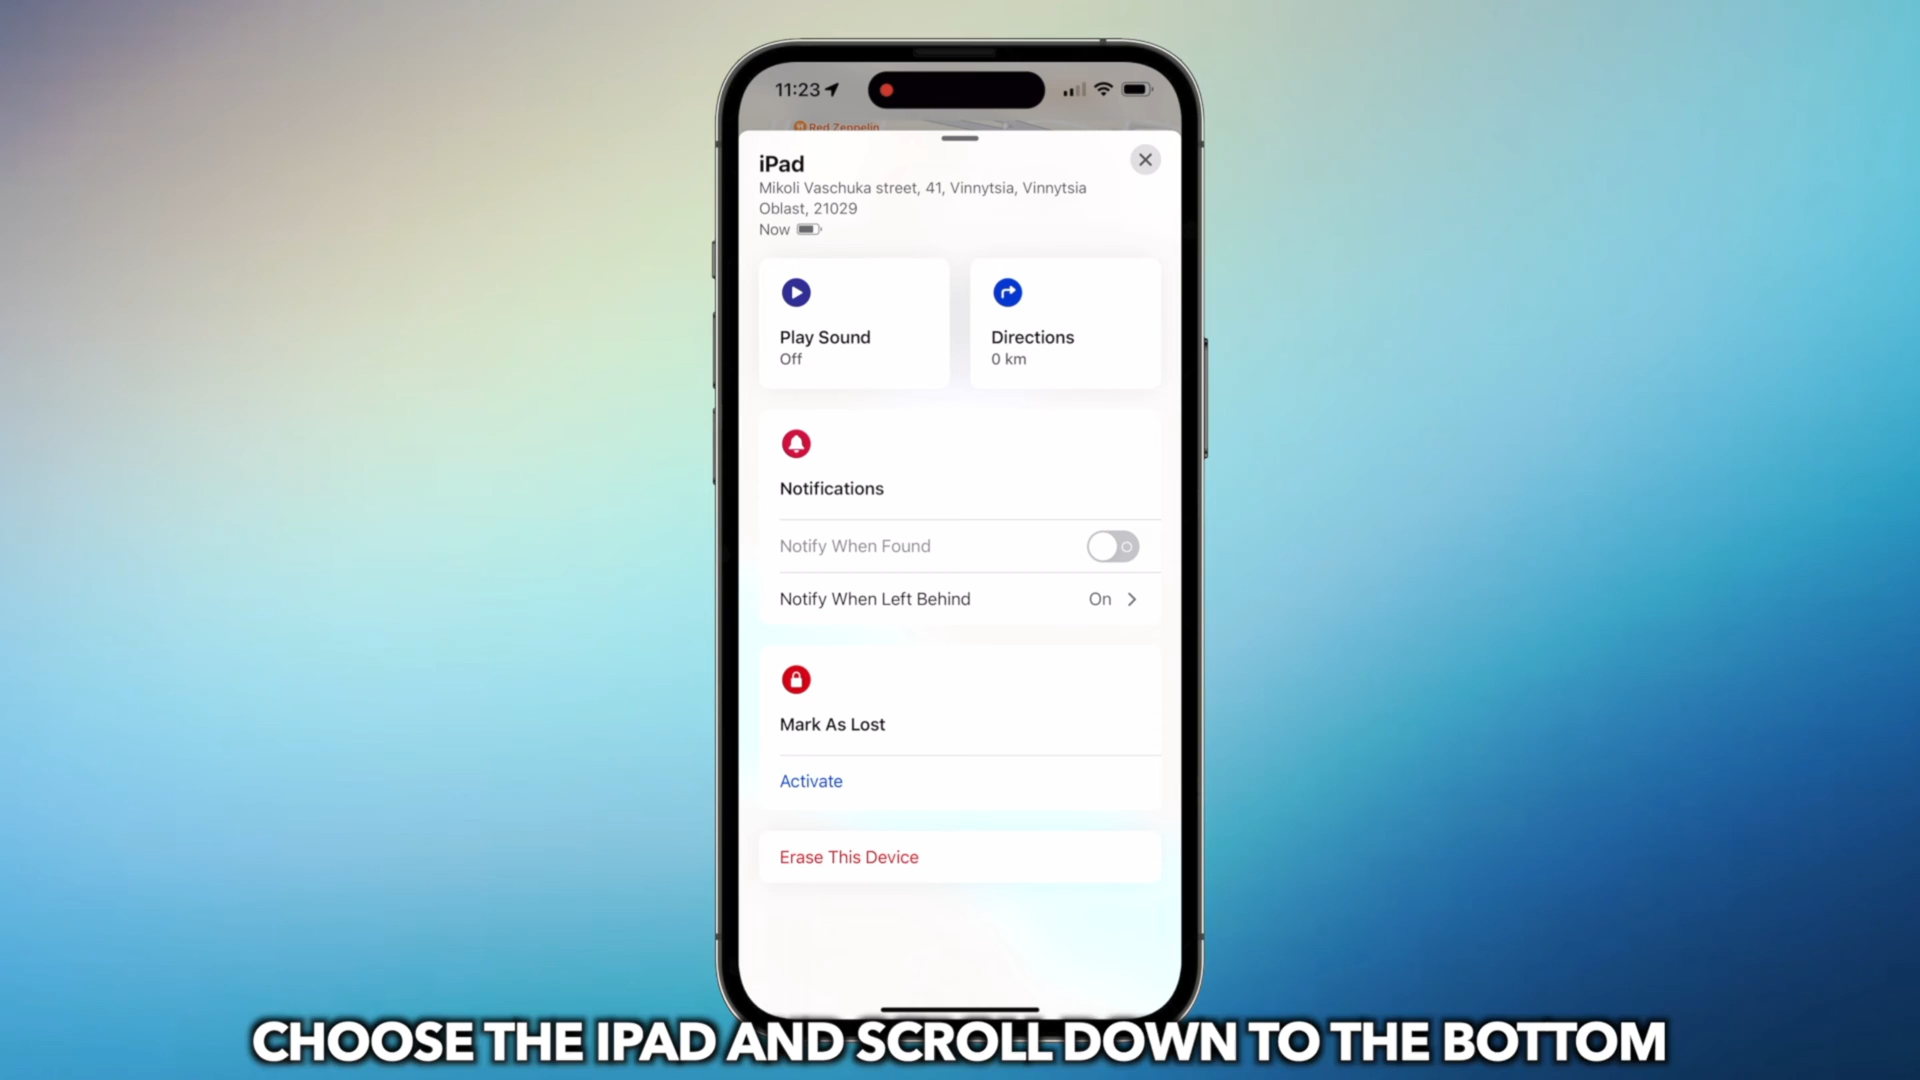 11:23
Red Zeppelin
iPad
Mikoli Vaschuka street, 41, Vinnytsia, Vinnytsia
Oblast, 21029
Now
Play Sound
Off
Directions
0 km
Notifications
Notify When Found
Notify When Left Behind On
Mark As Lost
Activate
Erase This Device
CHOOSE THE IPAD AND SCROLL DOWN TO THE BOTTOM